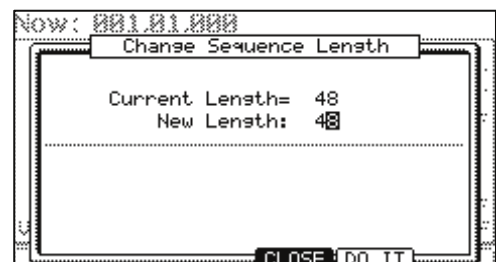 Now: 001.01.000
Change Sequence Length
Current Length= 48
New Length: 48
CLOSE DO IT